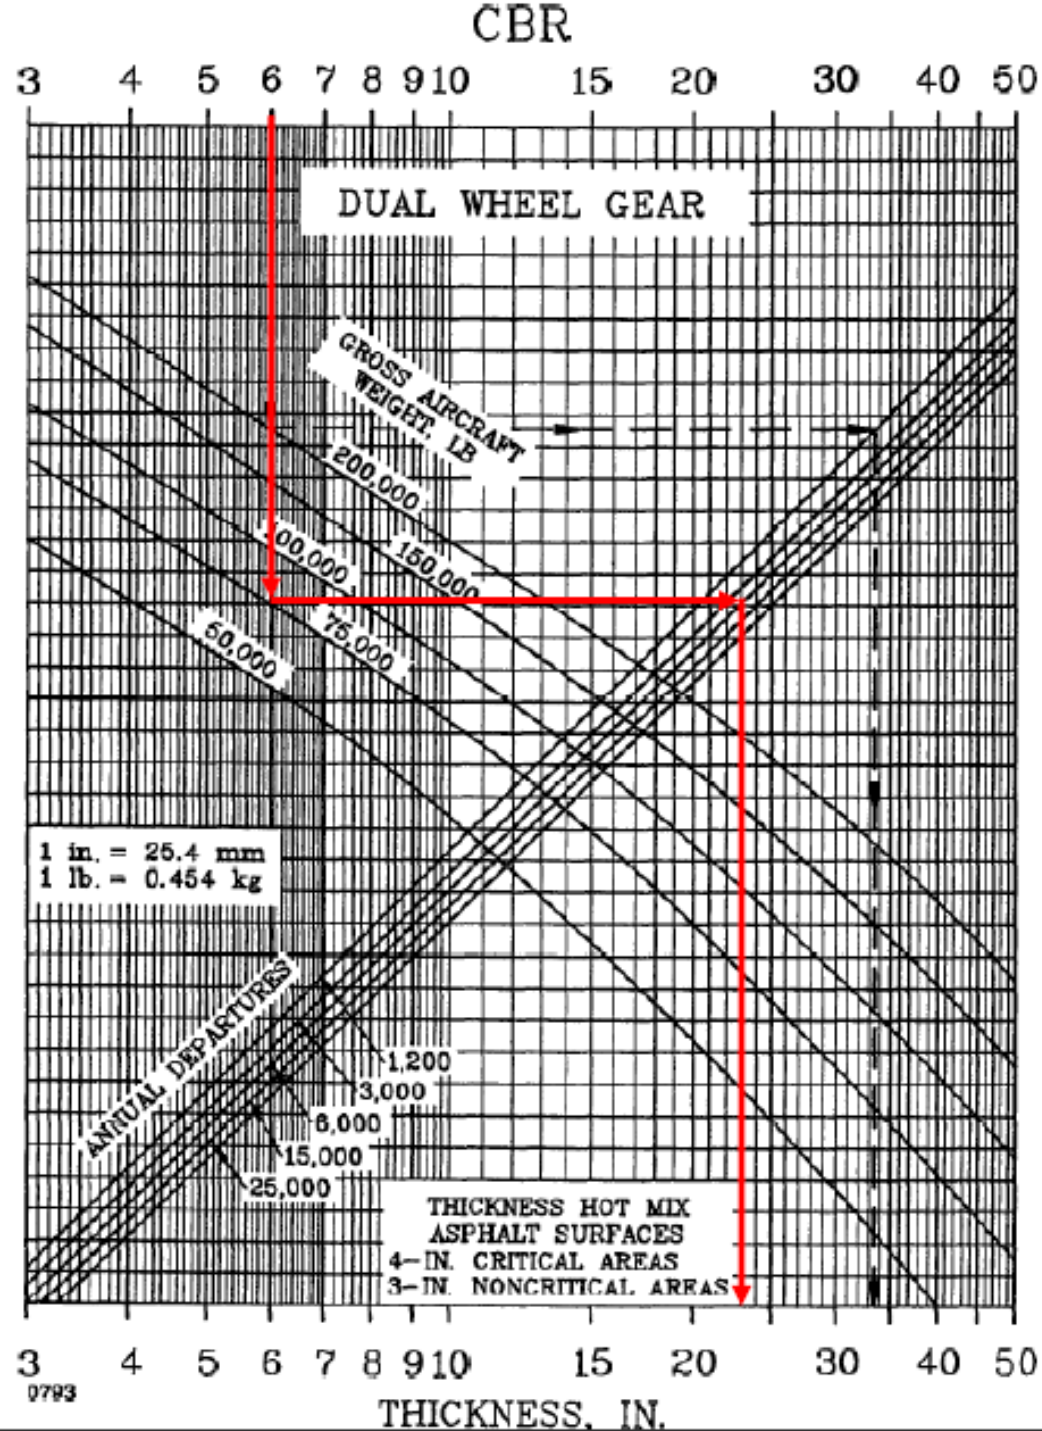 CBR
3 4 5 6 7 8 9 10 15 20 30 40 50
DUAL WHEEL GEAR
GROSS AIRCRAFT
WEIGHT, LB
200,000
150,000
100,000
75,000
50,000
1 in. = 25.4 mm
1 lb. = 0.454 kg
ANNUAL DEPARTURES
1,200
3,000
6,000
15,000
25,000
THICKNESS HOT MIX
ASPHALT SURFACES
4-IN. CRITICAL AREAS
3-IN. NONCRITICAL AREAS
3 4 5 6 7 8 9 10 15 20 30 40 50
0793
THICKNESS, IN.